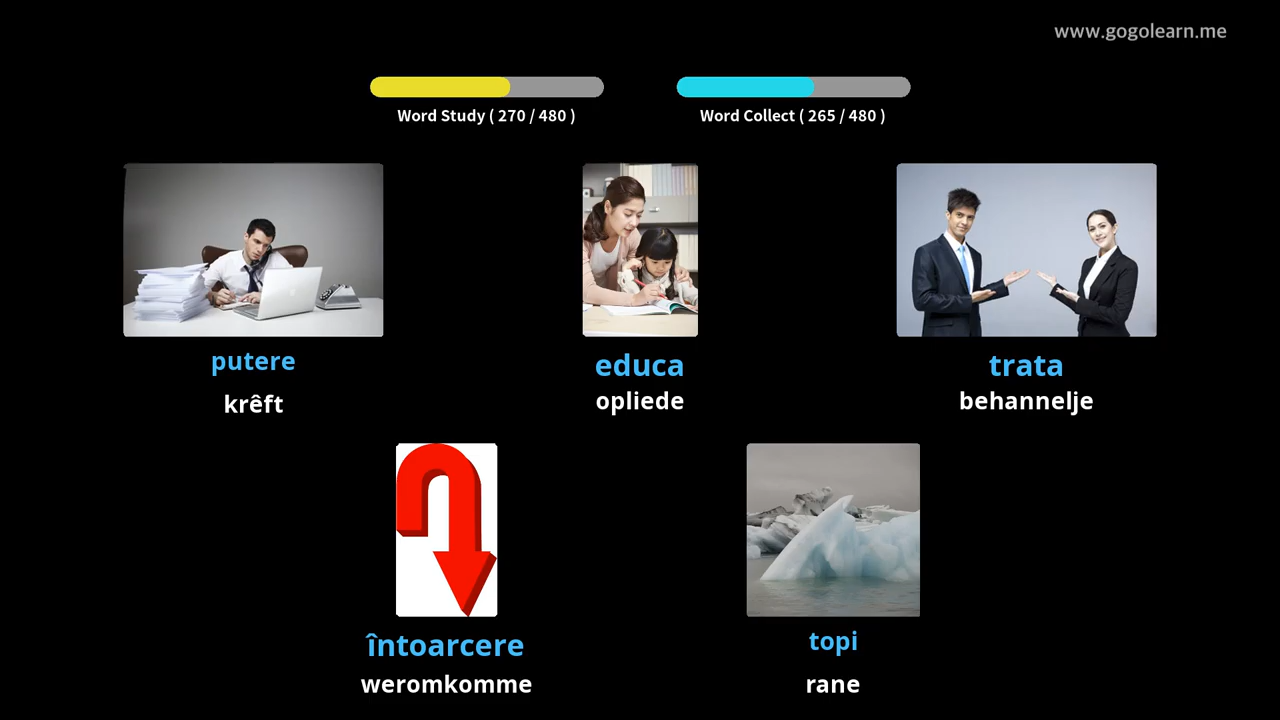 www.gogolearn.me
Word Study ( 270 / 480 )
Word Collect ( 265 / 480 )
putere
krêft
educa
opliede
trata
behannelje
întoarcere
weromkomme
topi
rane